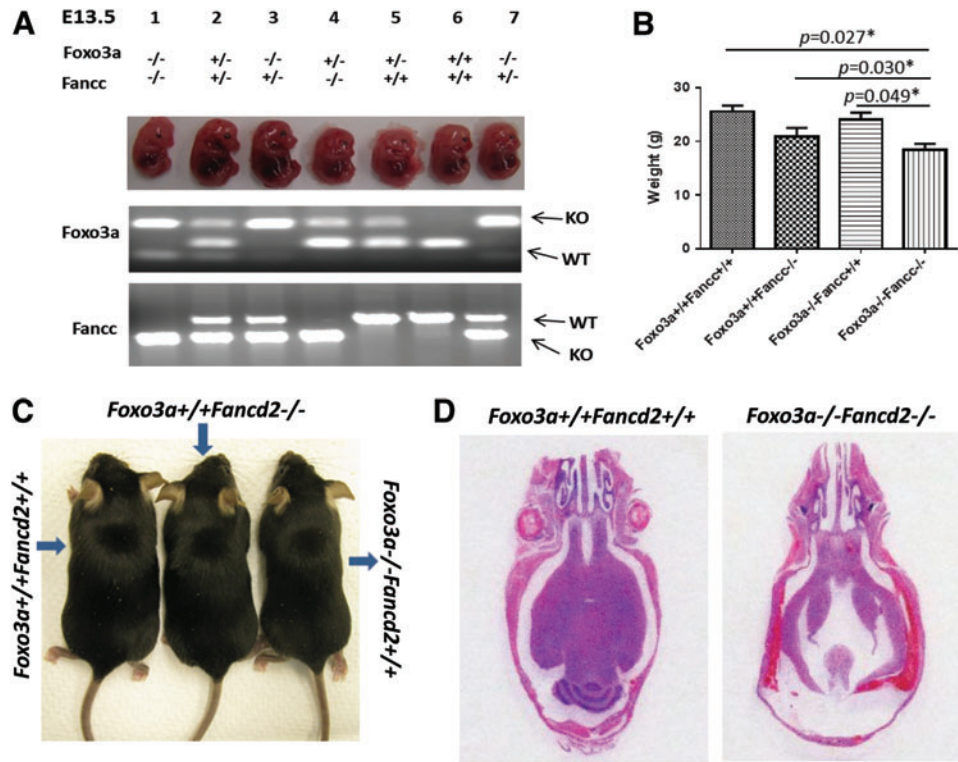 A
E13.5 1 2 3 4 5 6 7
Foxo3a -/- +/- -/- +/- +/- +/+ -/-
Fancc -/- +/- +/- -/- +/+ +/+ +/-
Foxo3a
KO
WT
Fancc
WT
KO
B
p=0.027*
p=0.030*
p=0.049*
Weight (g)
30
20
10
0
Foxo3a+/+Fancc+/+
Foxo3a+/+Fancc-/-
Foxo3a-/-Fancc+/+
Foxo3a-/-Fancc-/-
C
Foxo3a+/+Fancd2-/-
Foxo3a+/+Fancd2+/+
Foxo3a-/-Fancd2+/+
D
Foxo3a+/+Fancd2+/+
Foxo3a-/-Fancd2-/-